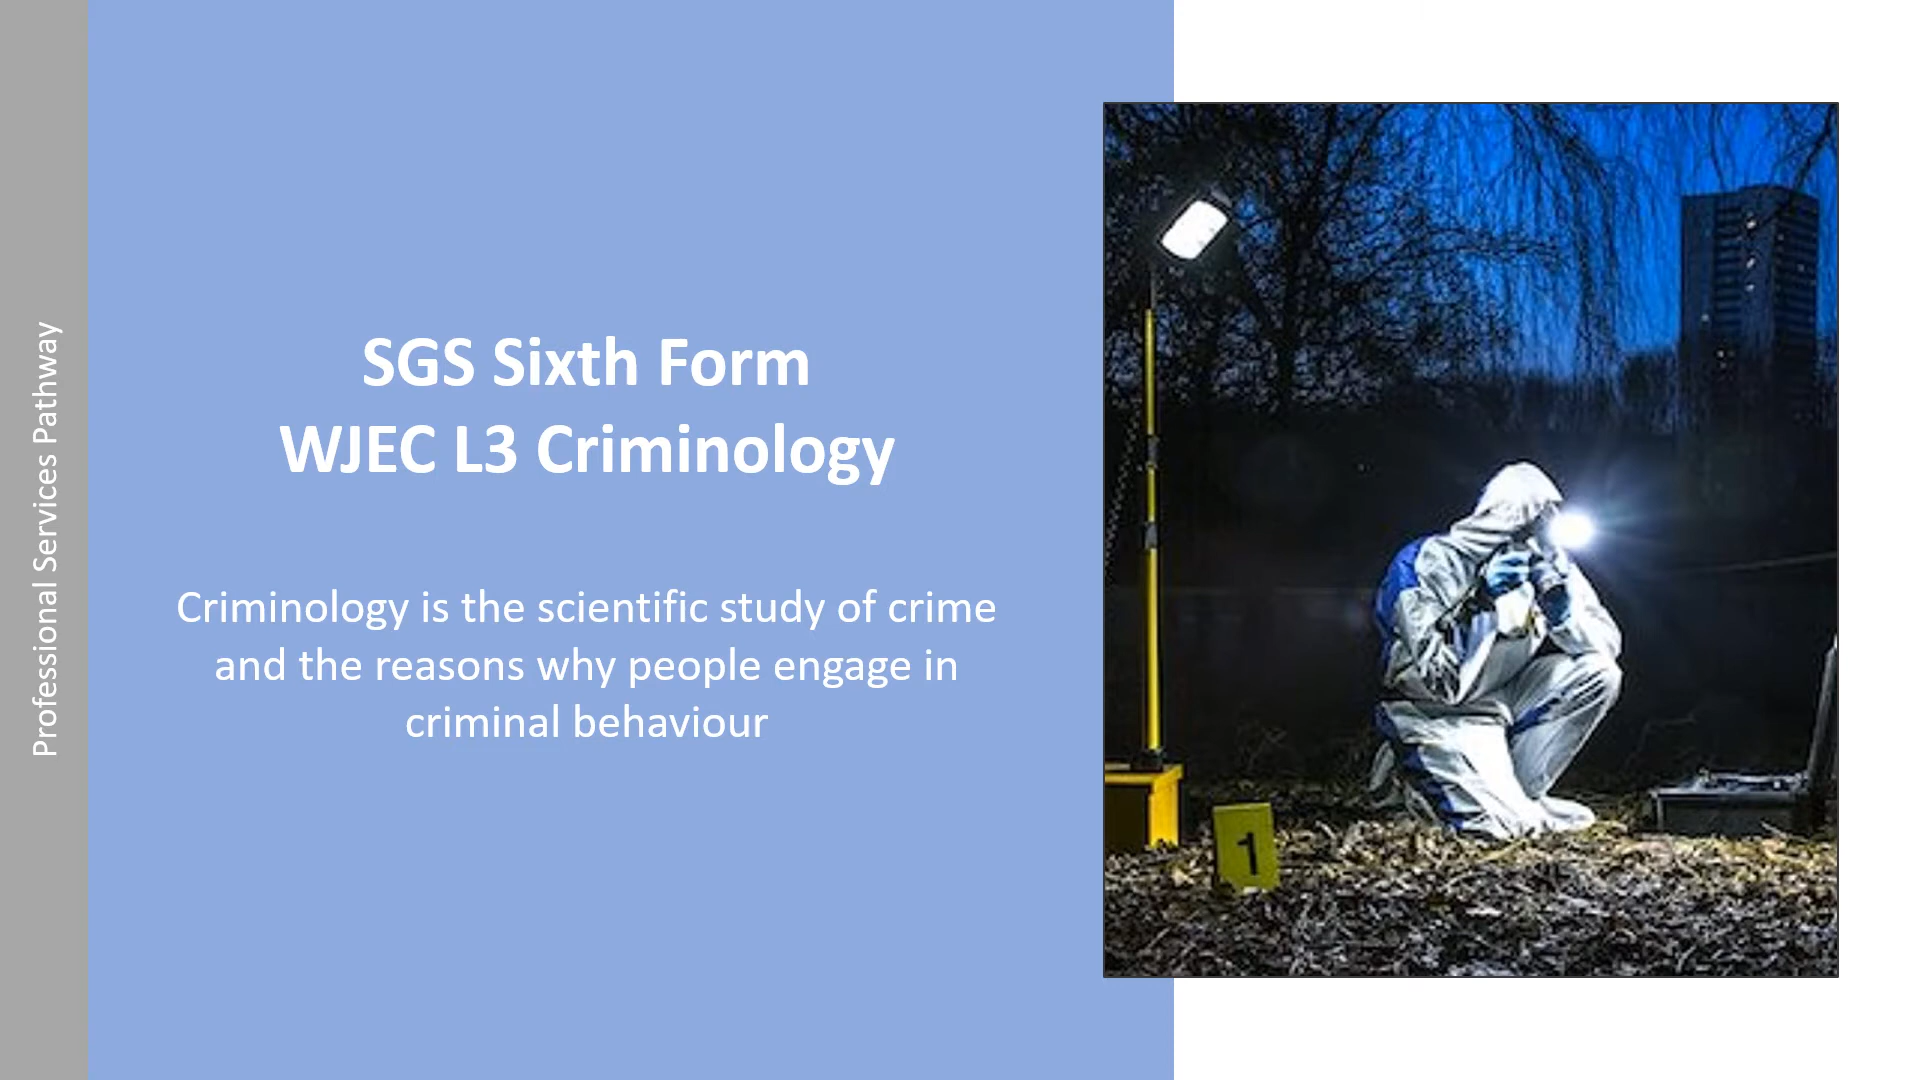 Professional Services Pathway
SGS Sixth Form
WJEC L3 Criminology
Criminology is the scientific study of crime
and the reasons why people engage in
criminal behaviour
1